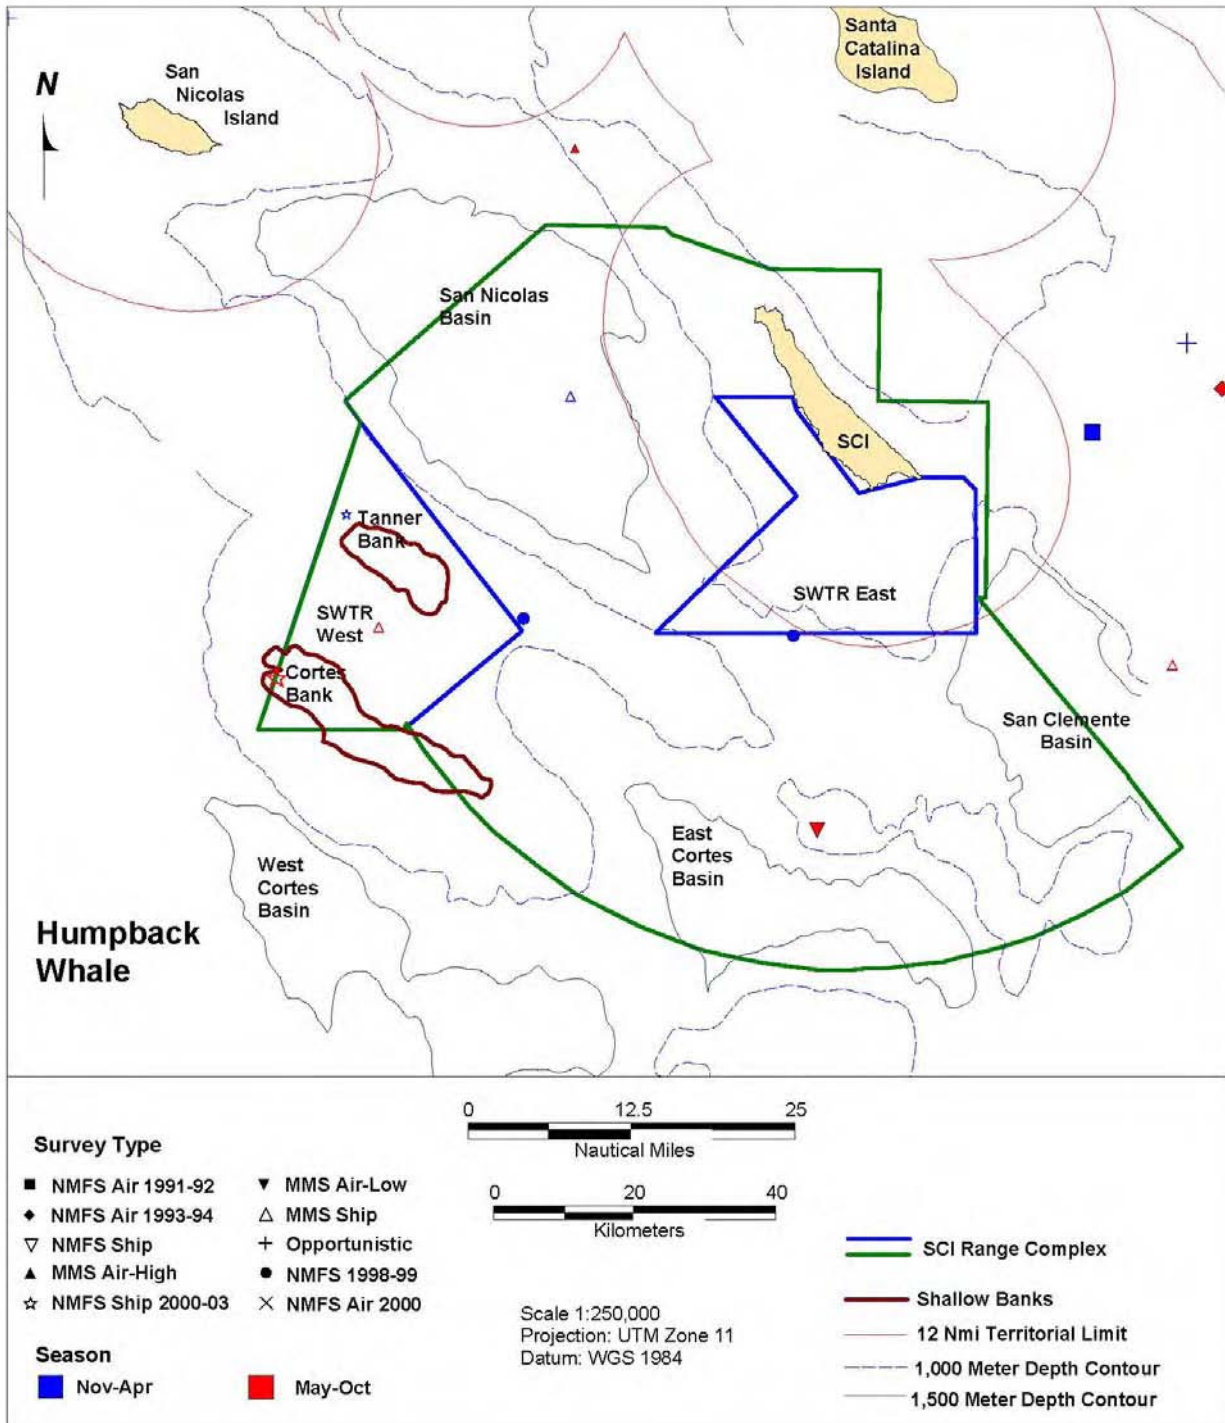 San
Nicolas
Island
Santa
Catalina
Island
N
San Nicolas
Basin
SCI
Tanner
Bank
SWTR East
SWTR
West
Cortes
Bank
San Clemente
Basin
East
Cortes
Basin
West
Cortes
Basin
Humpback
Whale
Survey Type
NMFS Air 1991-92
NMFS Air 1993-94
NMFS Ship
MMS Air-High
NMFS Ship 2000-03
MMS Air-Low
MMS Ship
Opportunistic
NMFS 1998-99
NMFS Air 2000
Season
Nov-Apr
May-Oct
0 12.5 25
Nautical Miles
0 20 40
Kilometers
Scale 1:250,000
Projection: UTM Zone 11
Datum: WGS 1984
SCI Range Complex
Shallow Banks
12 Nmi Territorial Limit
1,000 Meter Depth Contour
1,500 Meter Depth Contour